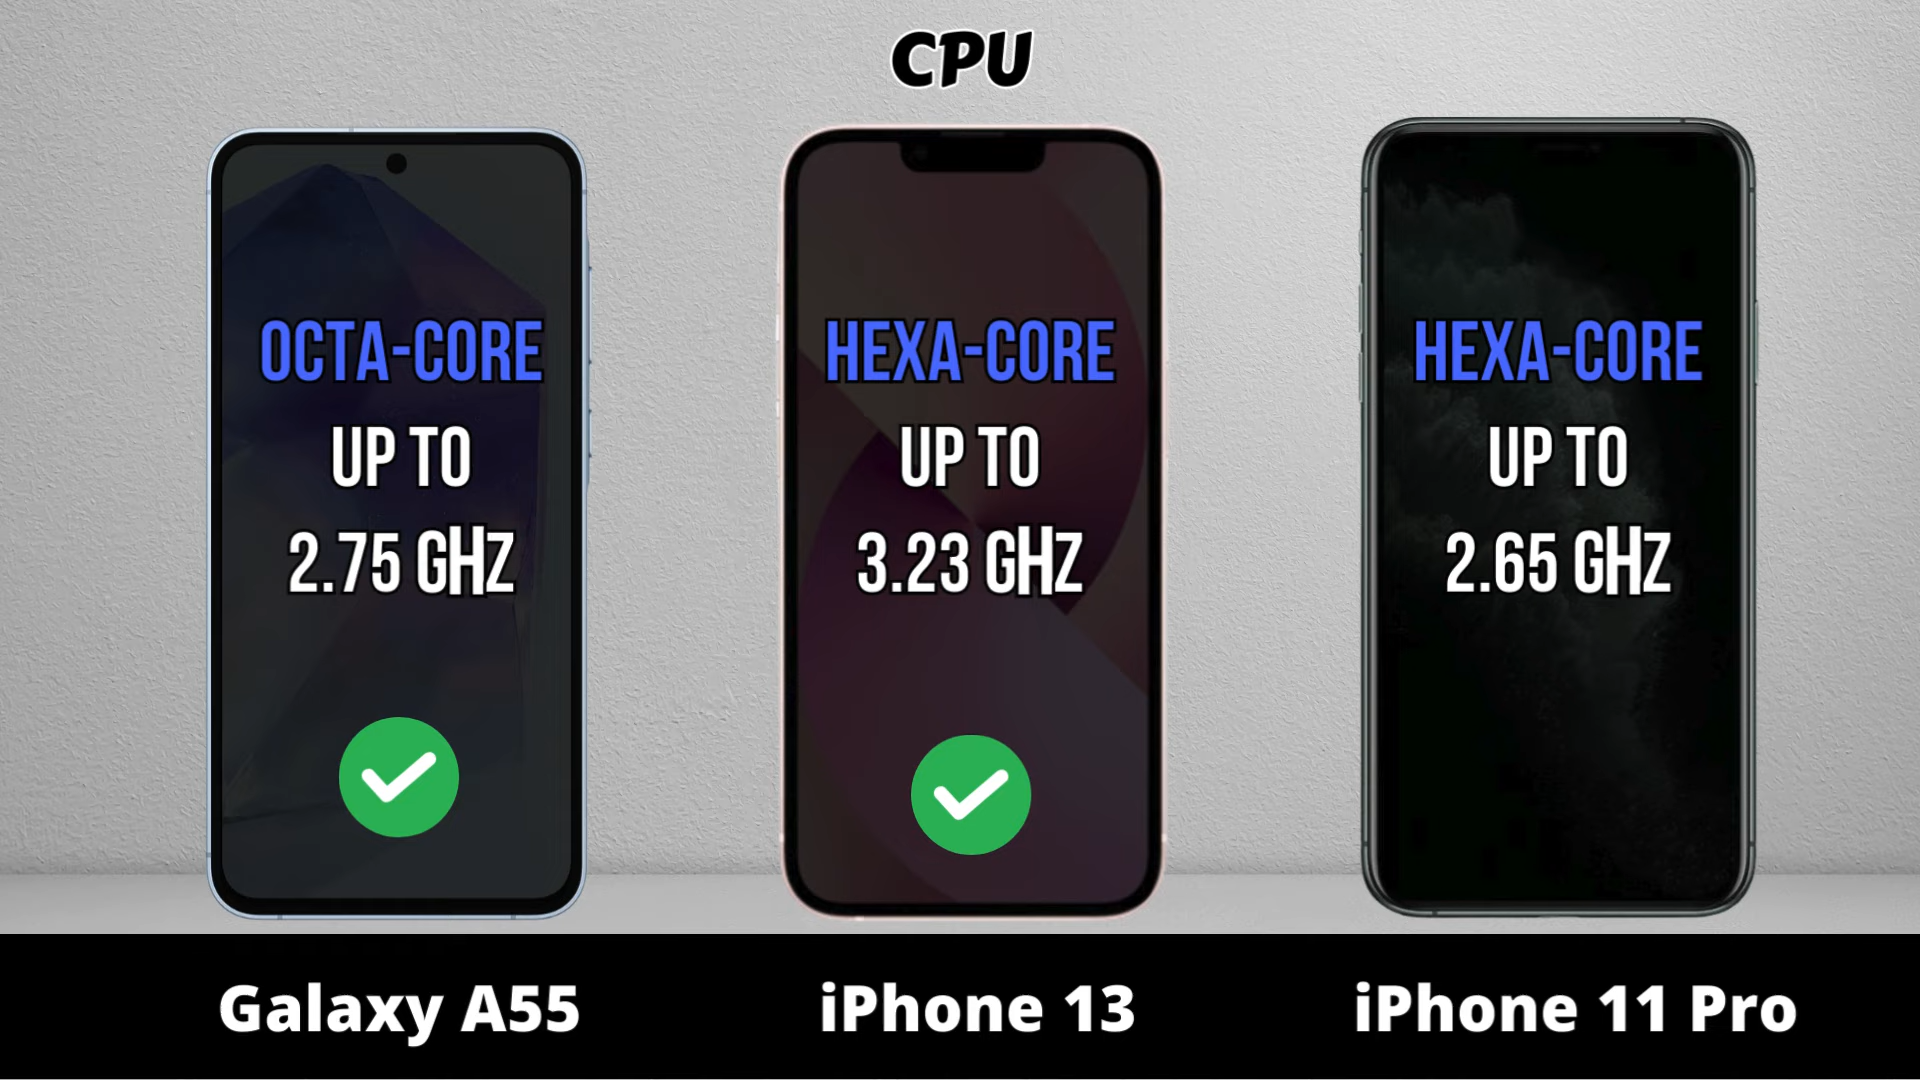 CPU
OCTA-CORE
UP TO
2.75 GHZ
HEXA-CORE
UP TO
3.23 GHZ
HEXA-CORE
UP TO
2.65 GHZ
Galaxy A55
iPhone 13
iPhone 11 Pro